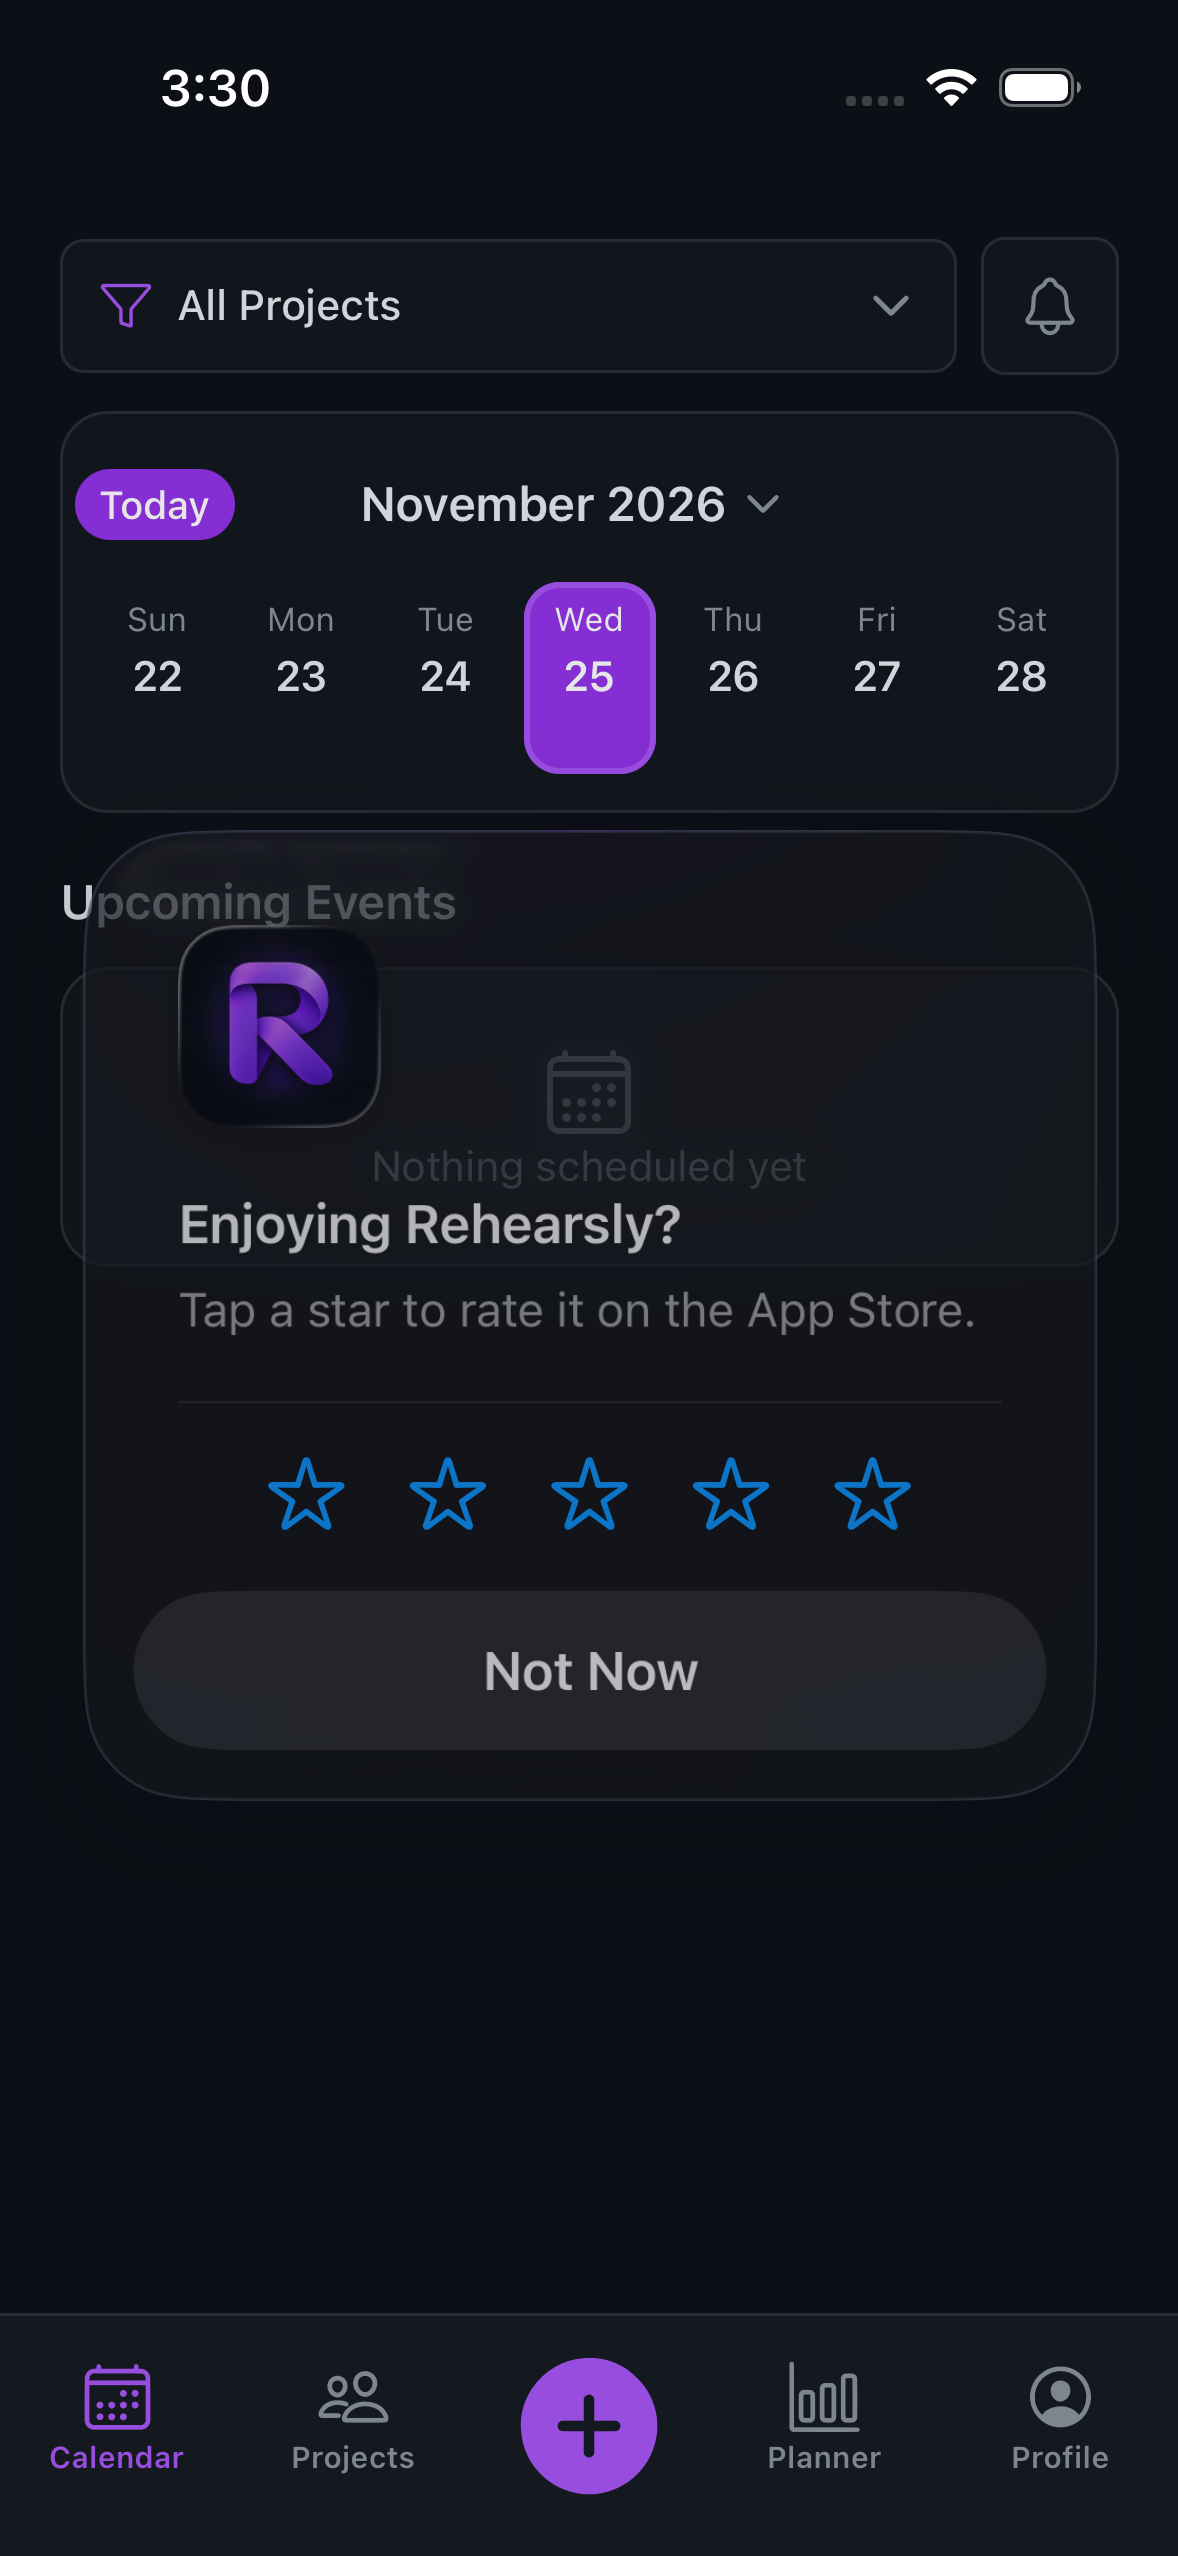 3:30
All Projects
Today
November 2026
Sun Mon Tue Wed Thu Fri Sat
22 23 24 25 26 27 28
Upcoming Events
R
Nothing scheduled yet
Enjoying Rehearsly?
Tap a star to rate it on the App Store.
Not Now
Calendar Projects Planner Profile